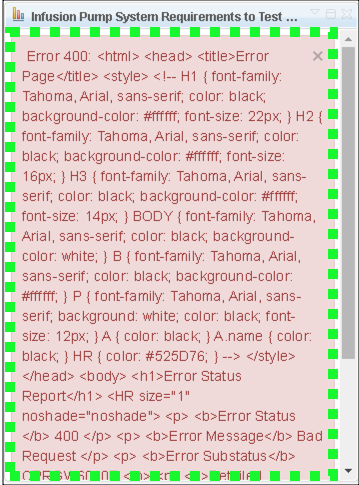 Infusion Pump System Requirements to Test ...
Error 400: <html> <head> <title>Error
Page</title> <style> <!-- H1 { font-family:
Tahoma, Arial, sans-serif; color: black;
background-color: #ffffff; font-size: 22px; } H2 {
font-family: Tahoma, Arial, sans-serif; color:
black; background-color: #ffffff; font-size:
16px; } H3 { font-family: Tahoma, Arial, sans-
serif; color: black; background-color: #ffffff;
font-size: 14px; } BODY { font-family: Tahoma,
Arial, sans-serif; color: black; background-
color: white; } B { font-family: Tahoma, Arial,
sans-serif; color: black; background-color:
#ffffff; } P { font-family: Tahoma, Arial, sans-
serif; background: white; color: black; font-
size: 12px; } A { color: black; } A.name { color:
black; } HR { color: #525D76; } --> </style>
</head> <body> <h1>Error Status
Report</h1> <HR size="1"
noshade="noshade"> <p> <b>Error Status
</b> 400 </p> <p> <b>Error Message</b> Bad
Request </p> <p> <b>Error Substatus</b>